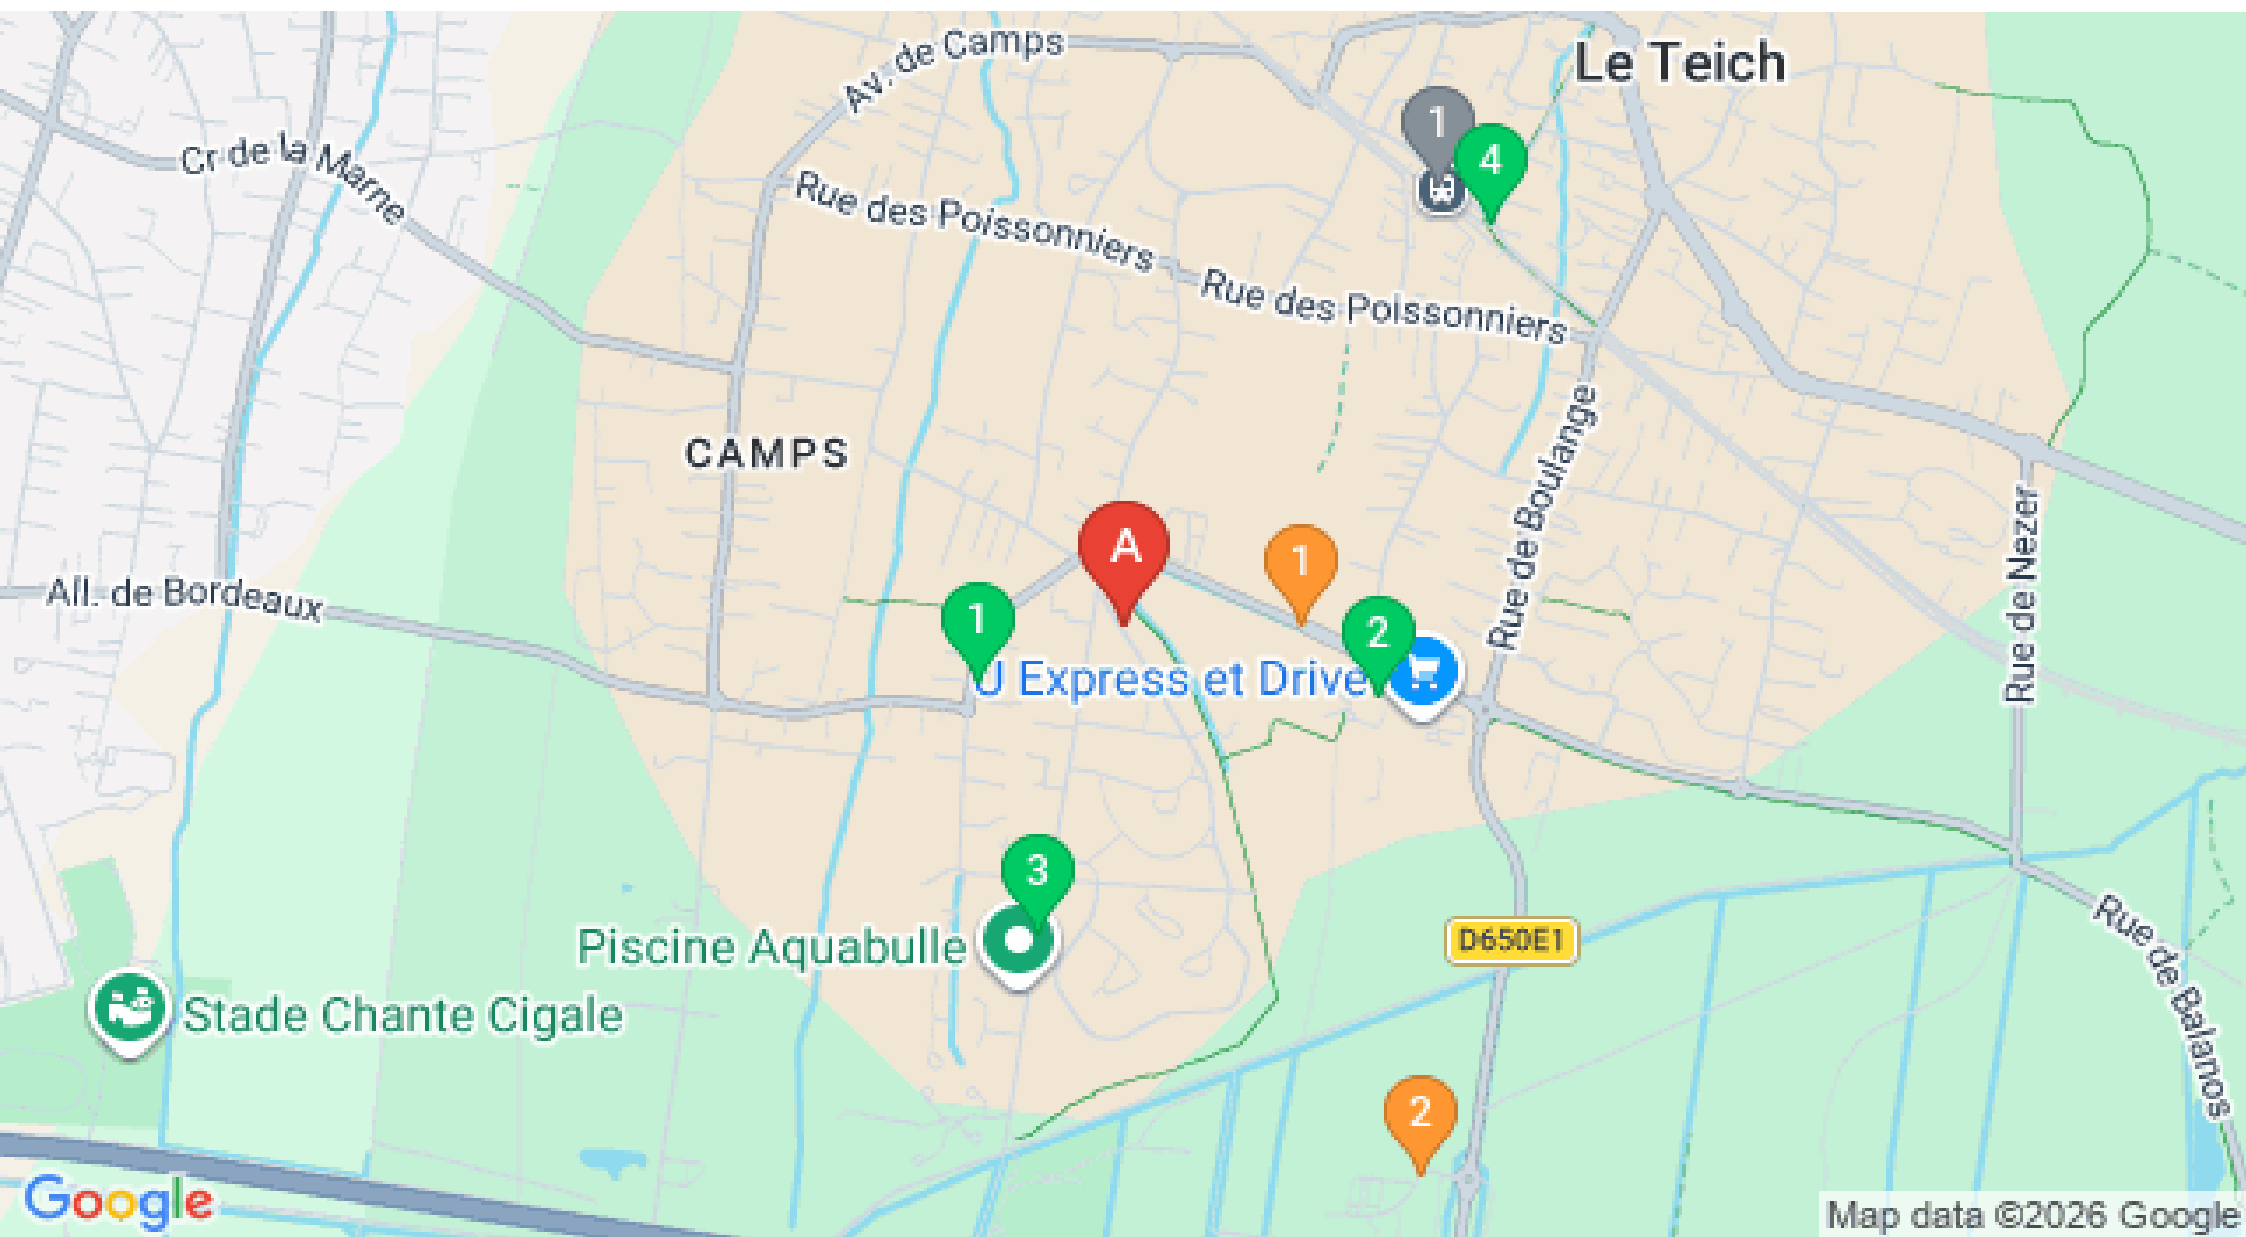 Av. de Camps
Le Teich
1
4
Cr de la Marne
Rue des Poissonniers
Rue des Poissonniers
CAMPS
Rue de Boulange
Rue de Nezer
A
1
All. de Bordeaux
1
2
U Express et Drive
3
Piscine Aquabulle
D650E1
Rue de Balanos
Stade Chante Cigale
2
Google
Map data ©2026 Google